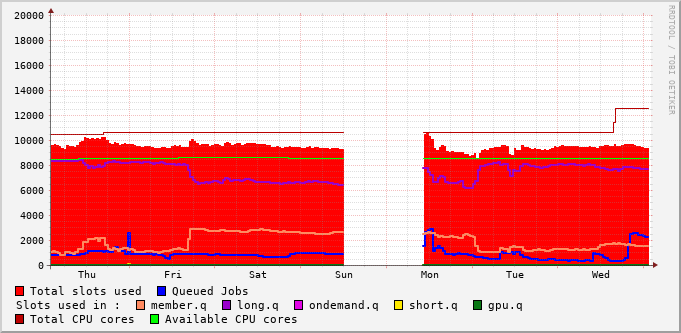 20000
18000
16000
14000
12000
10000
8000
6000
4000
2000
0
Thu Fri Sat Sun Mon Tue Wed
Total slots used Queued Jobs
Slots used in : member.q long.q ondemand.q short.q gpu.q
Total CPU cores Available CPU cores
RRDTOOL / TOBI OETIKER